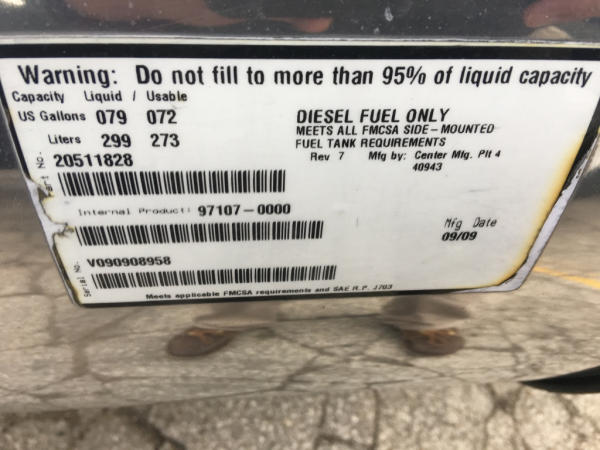 Warning: Do not fill to more than 95% of liquid capacity
Capacity Liquid / Usable
US Gallons 079 072
Liters 299 273
DIESEL FUEL ONLY
MEETS ALL FMCSA SIDE-MOUNTED
FUEL TANK REQUIREMENTS
Rev 7 Mfg by: Center Mfg. Plt 4
40943
Part No.
20511828
Internal Product: 97107-0000
Mfg Date
09/09
Serial No.
V090908958
Meets applicable FMCSA requirements and SAE R.P. J703